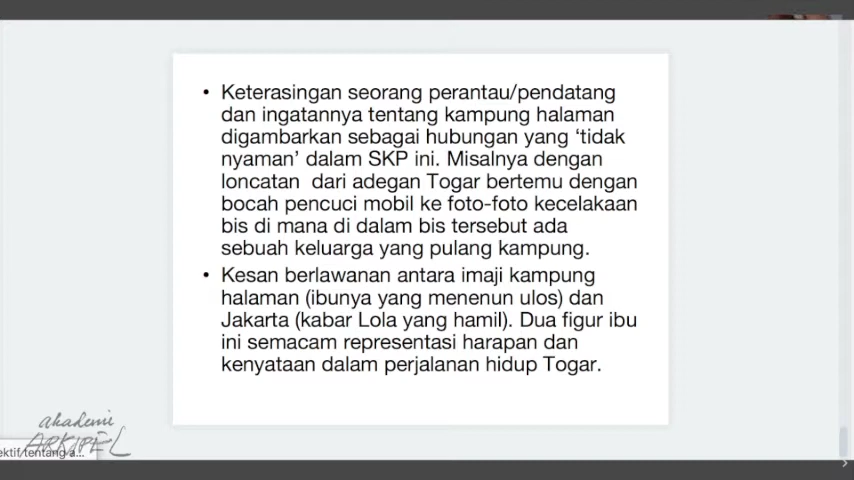 • Keterasingan seorang perantau/pendatang
dan ingatannya tentang kampung halaman
digambarkan sebagai hubungan yang ‘tidak
nyaman’ dalam SKP ini. Misalnya dengan
loncatan dari adegan Togar bertemu dengan
bocah pencuci mobil ke foto-foto kecelakaan
bis di mana di dalam bis tersebut ada
sebuah keluarga yang pulang kampung.
• Kesan berlawanan antara imaji kampung
halaman (ibunya yang menenun ulos) dan
Jakarta (kabar Lola yang hamil). Dua figur ibu
ini semacam representasi harapan dan
kenyataan dalam perjalanan hidup Togar.
akademi
ARKIPEL
ektif/tentang a...